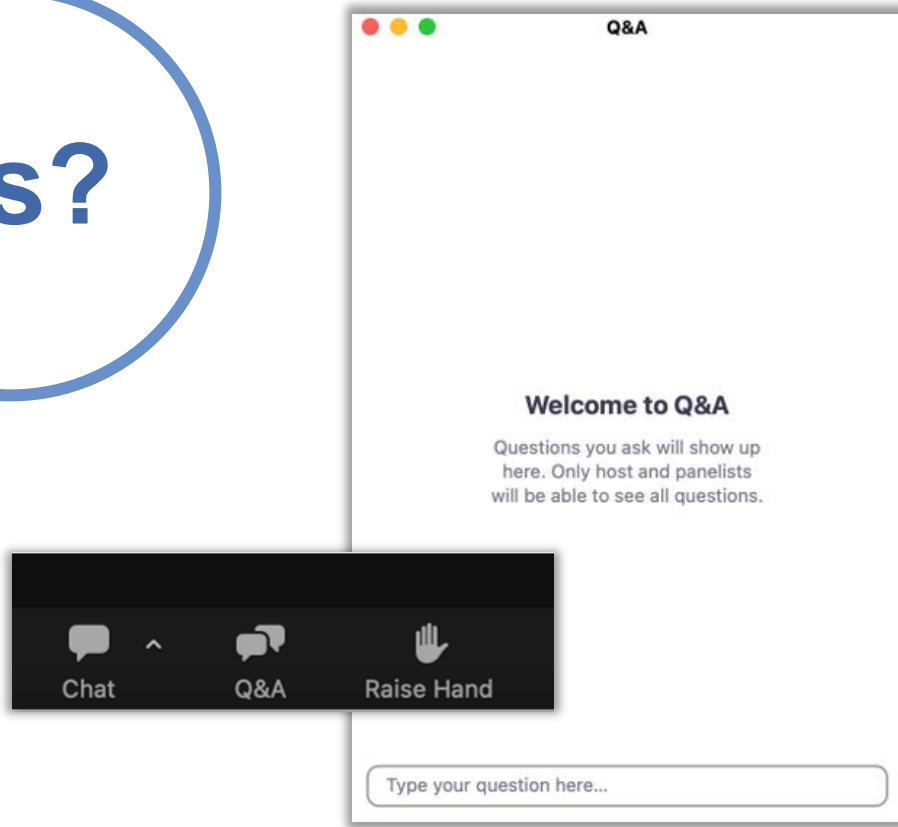 s?
Q&A
Welcome to Q&A
Questions you ask will show up
here. Only host and panelists
will be able to see all questions.
Chat
Q&A
Raise Hand
Type your question here...